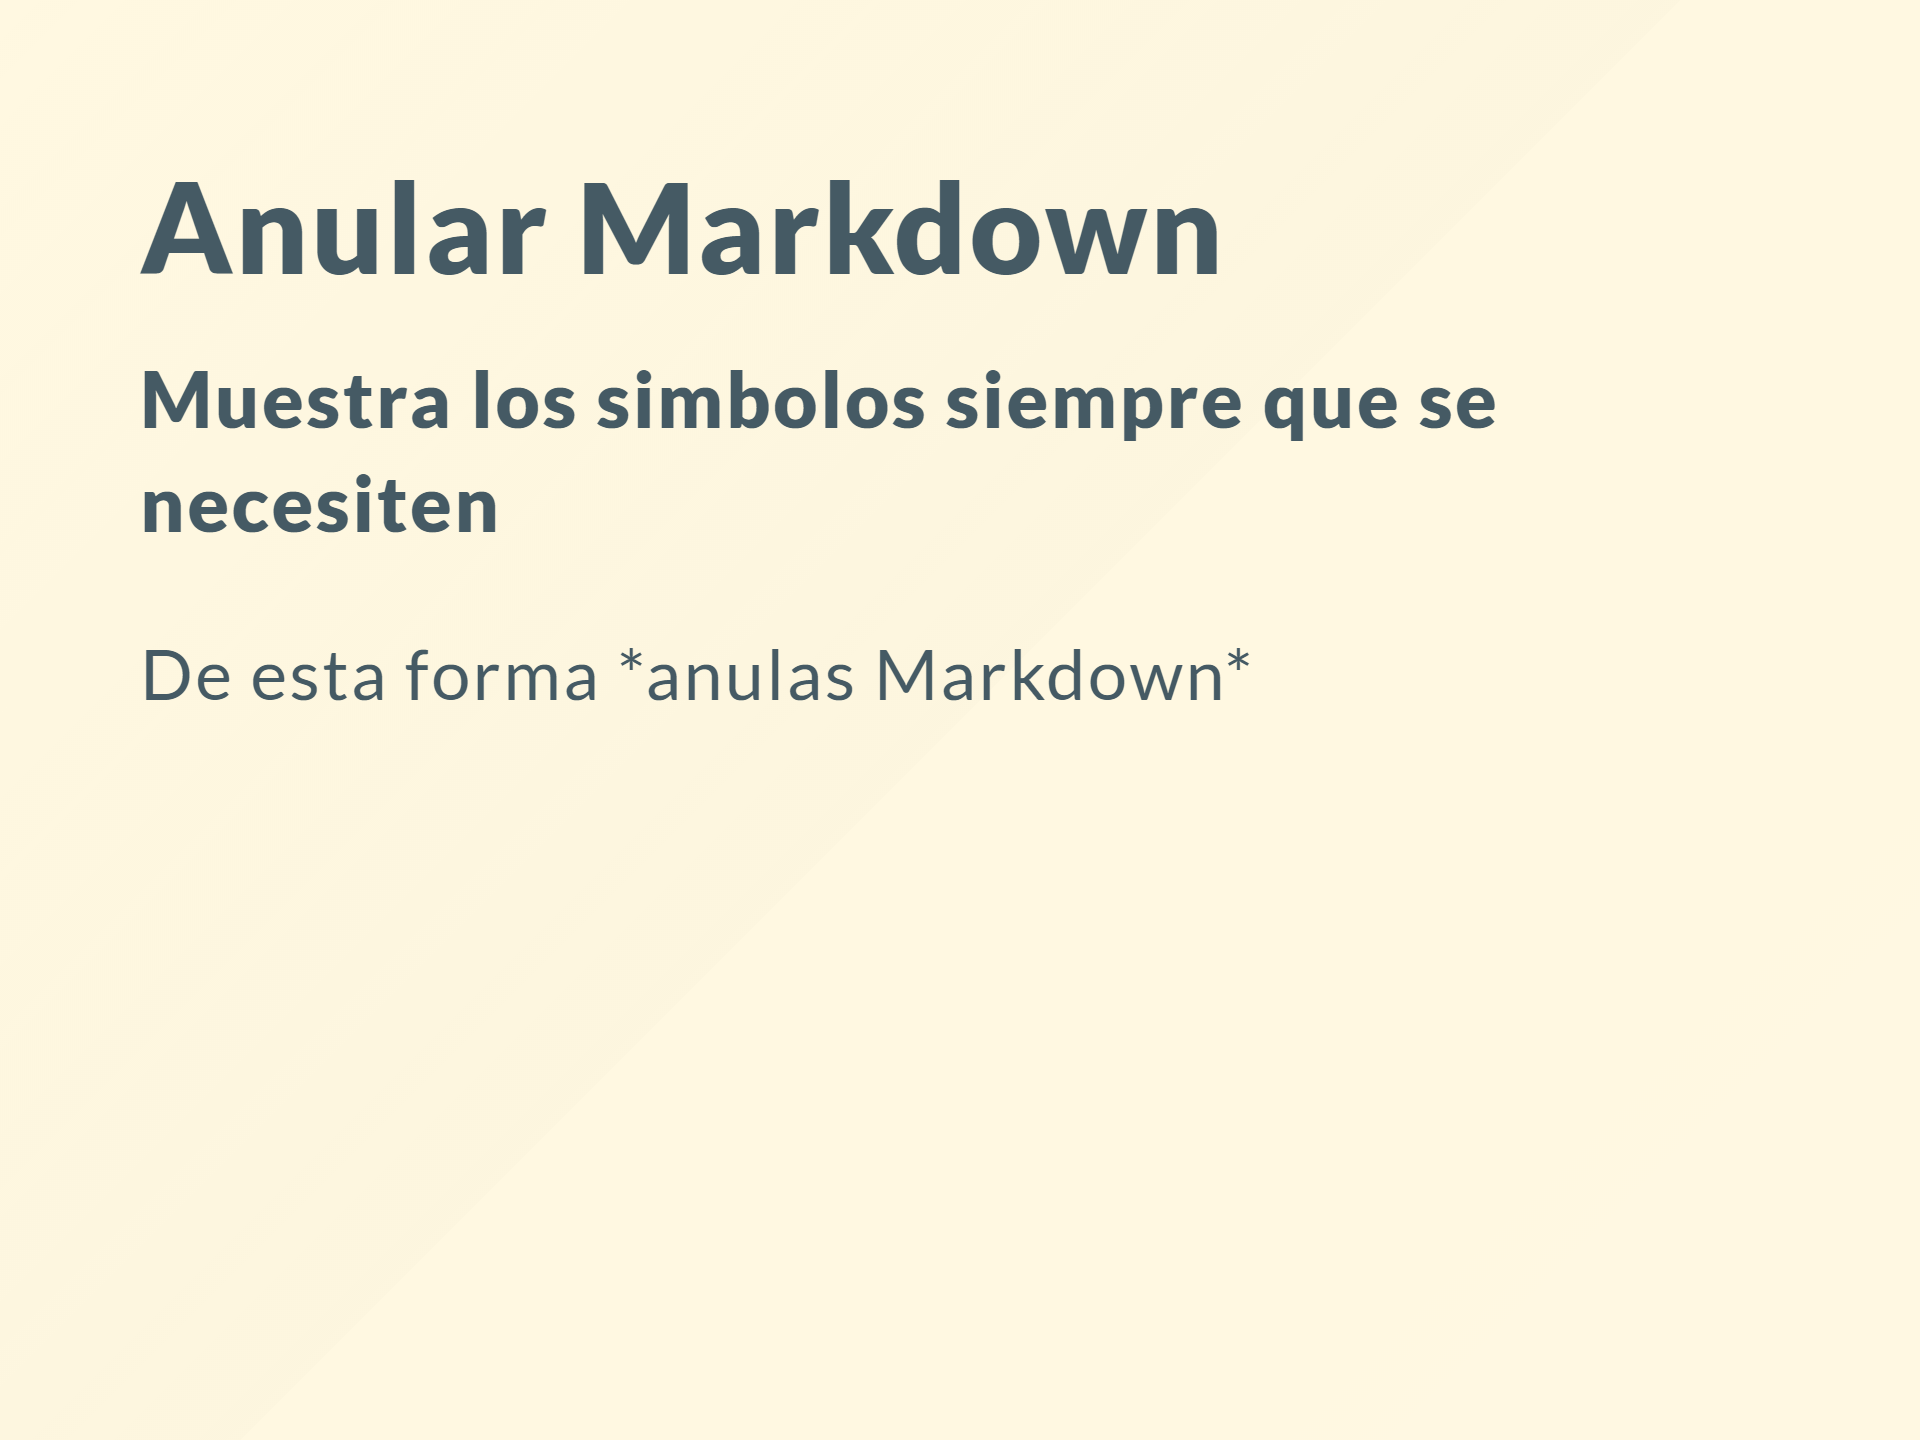 Anular Markdown
Muestra los simbolos siempre que se
necesiten
De esta forma *anulas Markdown*